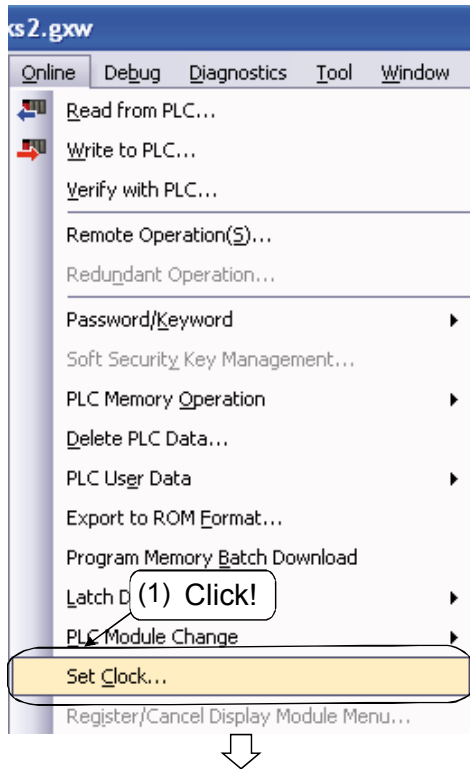 ks2.gxw
Online Debug Diagnostics Tool Window
Read from PLC...
Write to PLC...
Verify with PLC...
Remote Operation(S)...
Redundant Operation...
Password/Keyword
Soft Security Key Management...
PLC Memory Operation
Delete PLC Data...
PLC User Data
Export to ROM Format...
Program Memory Batch Download
Latch D
(1) Click!
PLC Module Change
Set Clock...
Register/Cancel Display Module Menu...